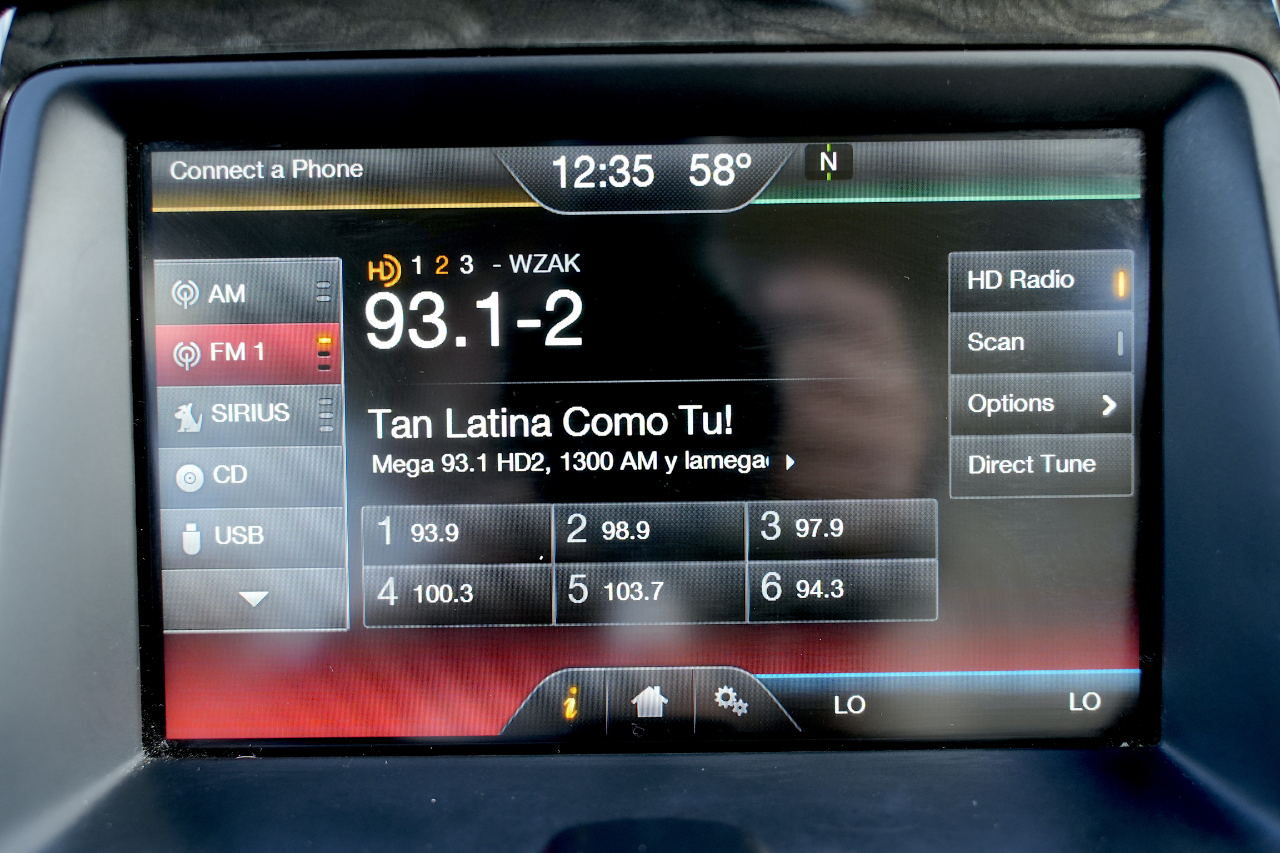 Connect a Phone
12:35 58° N
AM
FM 1
SIRIUS
CD
USB
HD 1 2 3 - WZAK
93.1-2
Tan Latina Como Tu!
Mega 93.1 HD2, 1300 AM y lamega
1 93.9
2 98.9
3 97.9
4 100.3
5 103.7
6 94.3
HD Radio
Scan
Options
Direct Tune
i
LO
LO